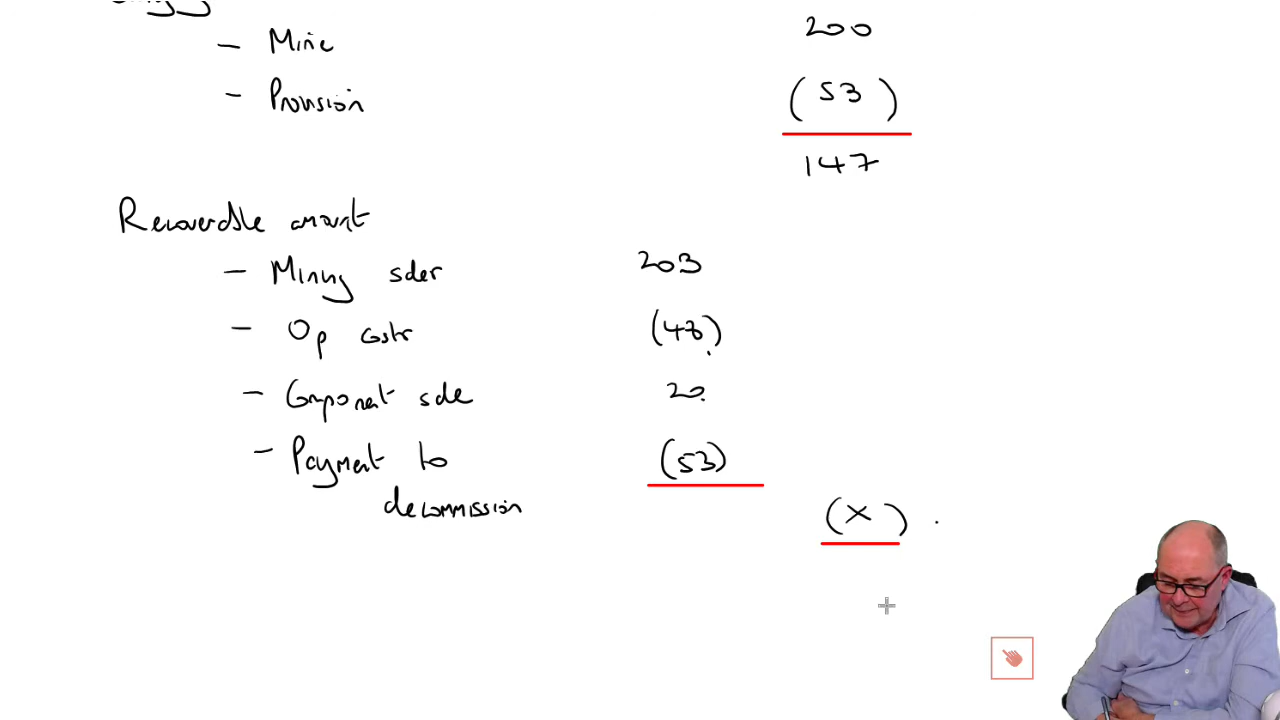 - Mine 200
- Provision (53)
147
Recoverable amount
- Mining sales 203
- Op costs
- Component sale 20
- Payment to (53)
decommission
(X)